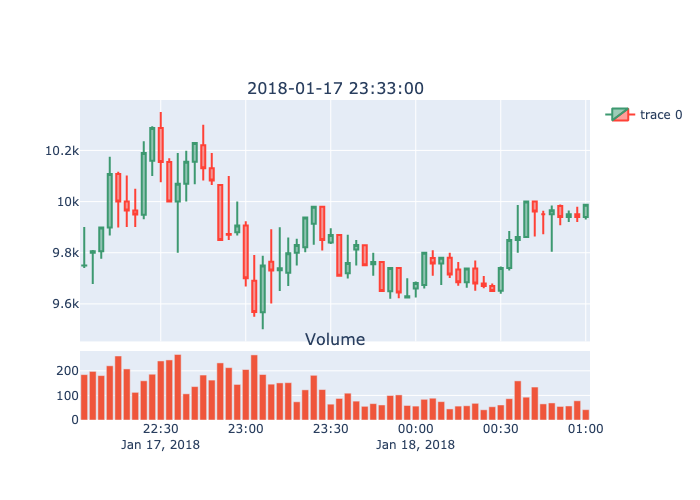 2018-01-17 23:33:00
trace 0
10.2k
10k
9.8k
9.6k
Volume
200
100
0
22:30 23:00 23:30 00:00 00:30 01:00
Jan 17, 2018 Jan 18, 2018